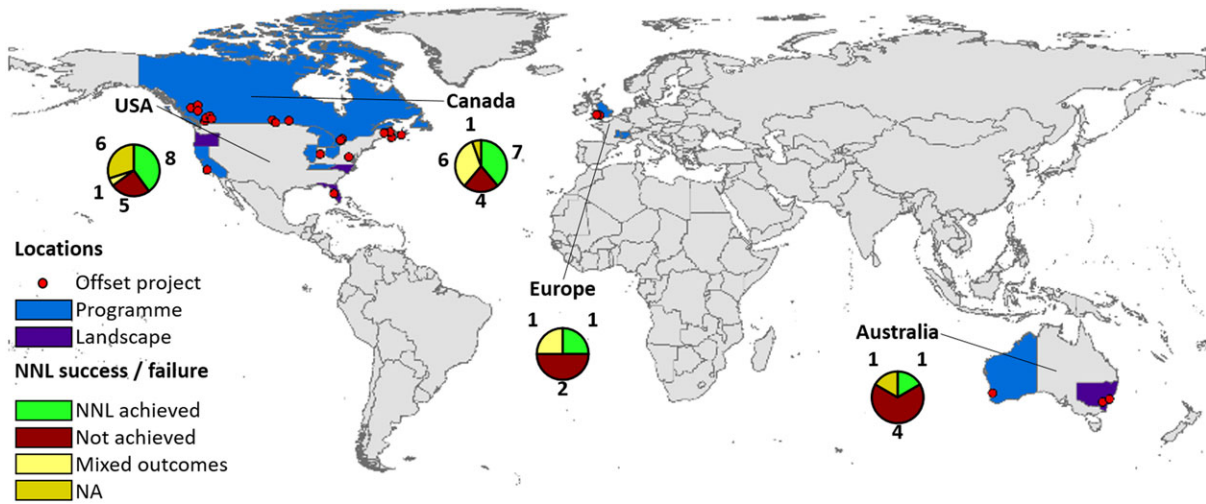 USA
Canada
6
8
1
5
1
6
7
4
Locations
Offset project
Programme
Landscape
NNL success / failure
NNL achieved
Not achieved
Mixed outcomes
NA
Europe
1
1
2
Australia
1
1
4